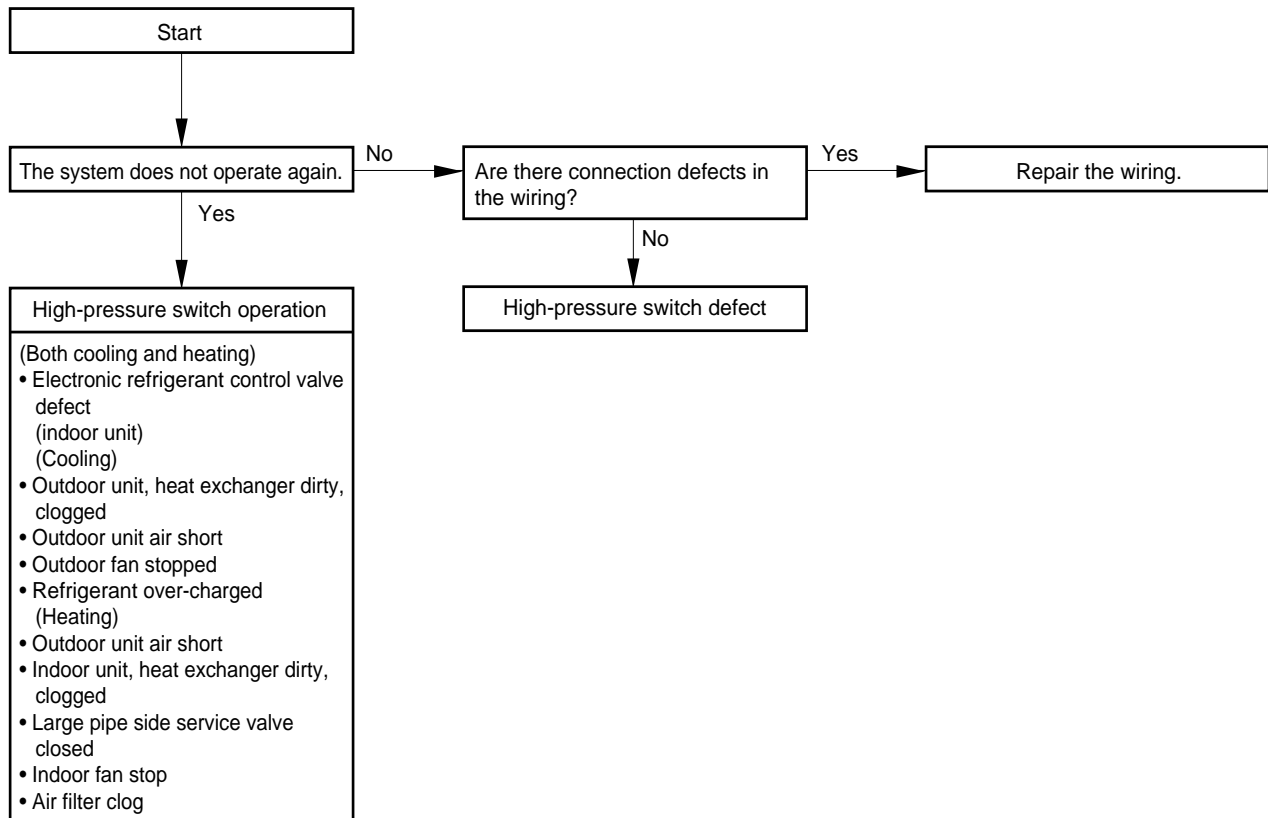 Start
The system does not operate again.
No
Are there connection defects in
the wiring?
Yes
Repair the wiring.
Yes
No
High-pressure switch operation
High-pressure switch defect
(Both cooling and heating)
• Electronic refrigerant control valve
defect
(indoor unit)
(Cooling)
• Outdoor unit, heat exchanger dirty,
clogged
• Outdoor unit air short
• Outdoor fan stopped
• Refrigerant over-charged
(Heating)
• Outdoor unit air short
• Indoor unit, heat exchanger dirty,
clogged
• Large pipe side service valve
closed
• Indoor fan stop
• Air filter clog